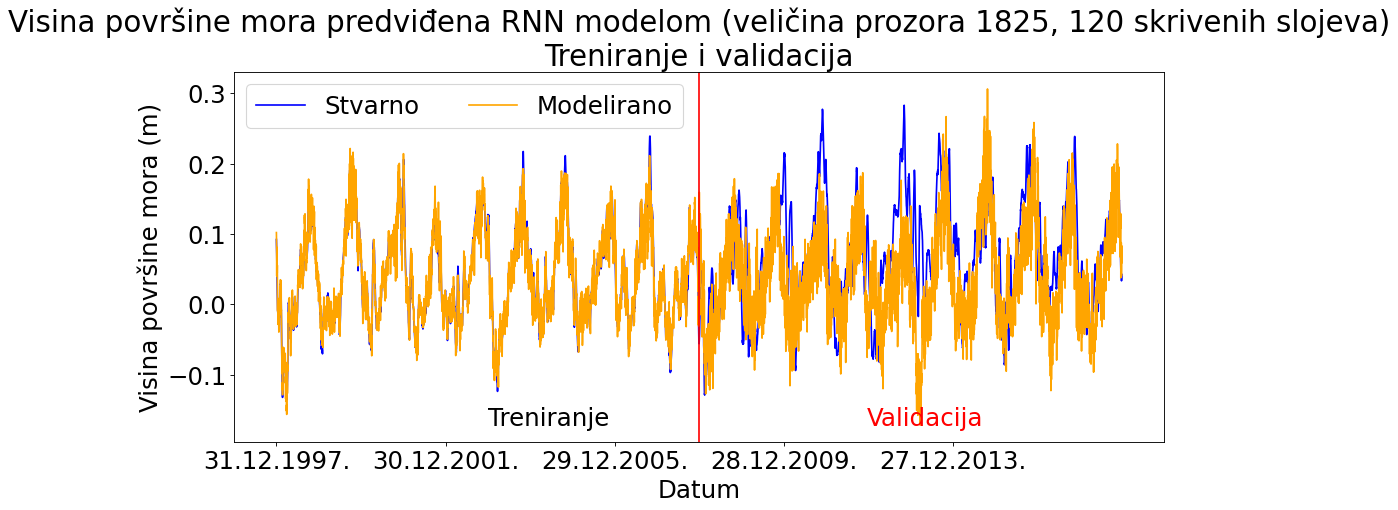 Visina površine mora predviđena RNN modelom (veličina prozora 1825, 120 skrivenih slojeva)
Treniranje i validacija
Stvarno
Modelirano
Visina površine mora (m)
0.3
0.2
0.1
0.0
−0.1
Treniranje
Validacija
31.12.1997.
30.12.2001.
29.12.2005.
28.12.2009.
27.12.2013.
Datum